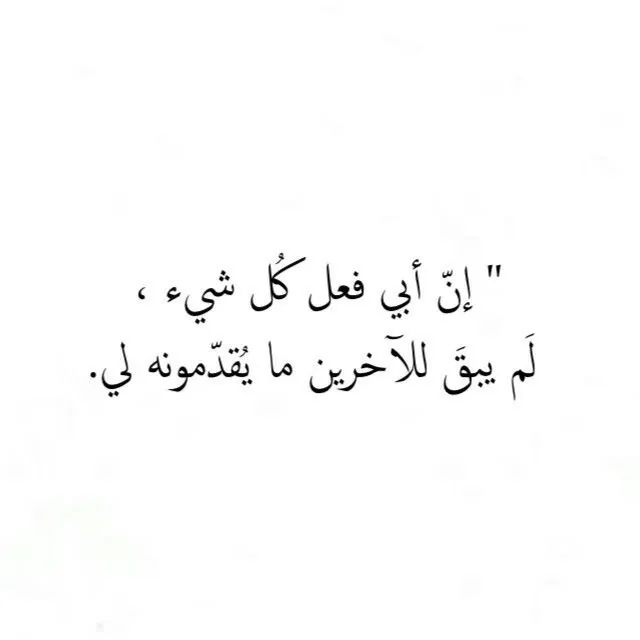 " إنّ أبي فعل كُل شيء ،
لَم يبقَ للآخرين ما يُقدّمونه لي.